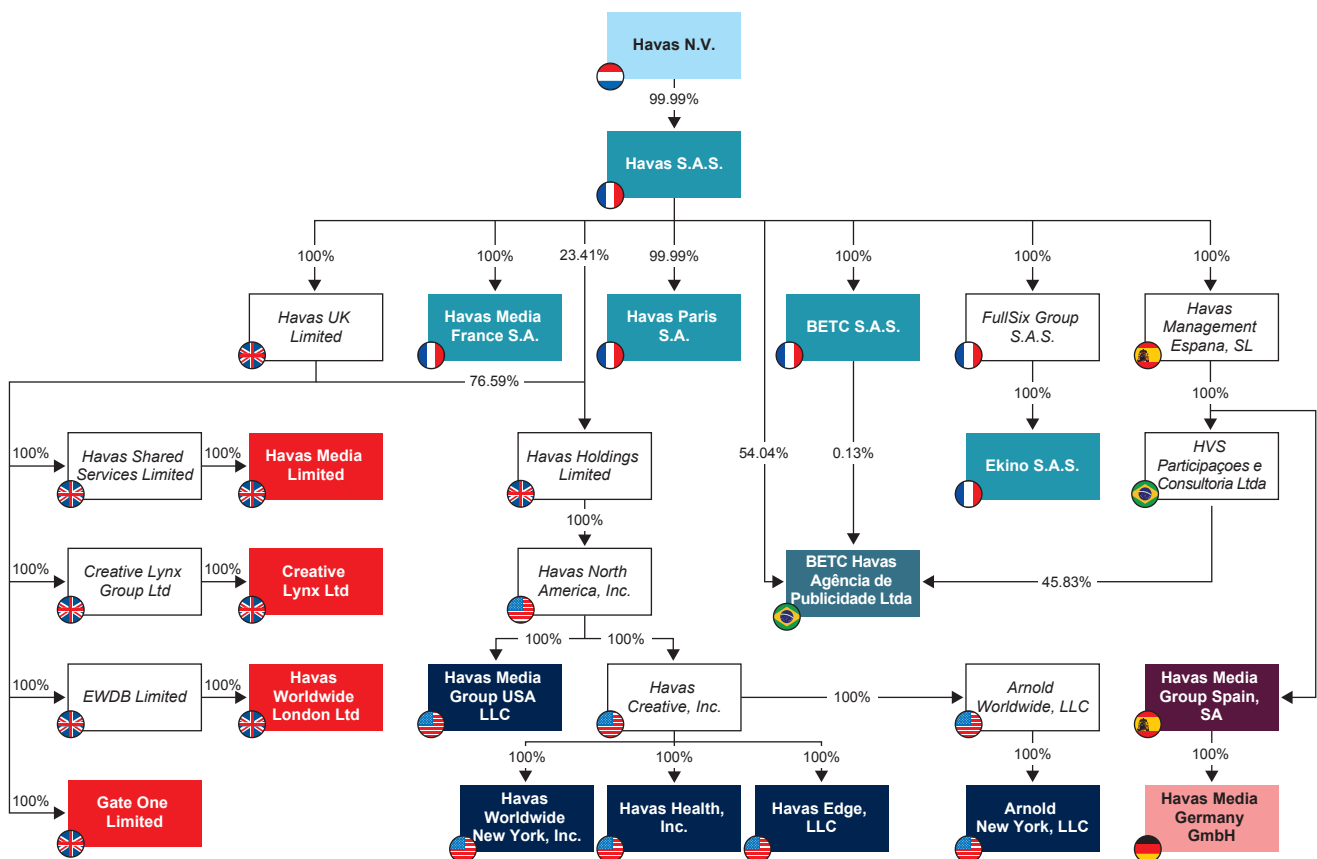 Havas N.V.
99.99%
Havas S.A.S.
100%
100%
23.41%
99.99%
100%
100%
100%
Havas UK
Limited
Havas Media
France S.A.
Havas Paris
S.A.
BETC S.A.S.
FullSix Group
S.A.S.
Havas
Management
Espana, SL
76.59%
100%
100%
100%
Havas Shared
Services Limited
100%
Havas Media
Limited
Havas Holdings
Limited
54.04%
0.13%
Ekino S.A.S.
HVS
Participaçoes e
Consultoria Ltda
100%
100%
Creative Lynx
Group Ltd
100%
Creative
Lynx Ltd
Havas North
America, Inc.
BETC Havas
Agência de
Publicidade Ltda
45.83%
100%
100%
100%
EWDB Limited
100%
Havas
Worldwide
London Ltd
Havas Media
Group USA
LLC
Havas
Creative, Inc.
100%
Arnold
Worldwide, LLC
Havas Media
Group Spain,
SA
100%
100%
100%
100%
100%
100%
Gate One
Limited
Havas
Worldwide
New York, Inc.
Havas Health,
Inc.
Havas Edge,
LLC
Arnold
New York, LLC
Havas Media
Germany
GmbH